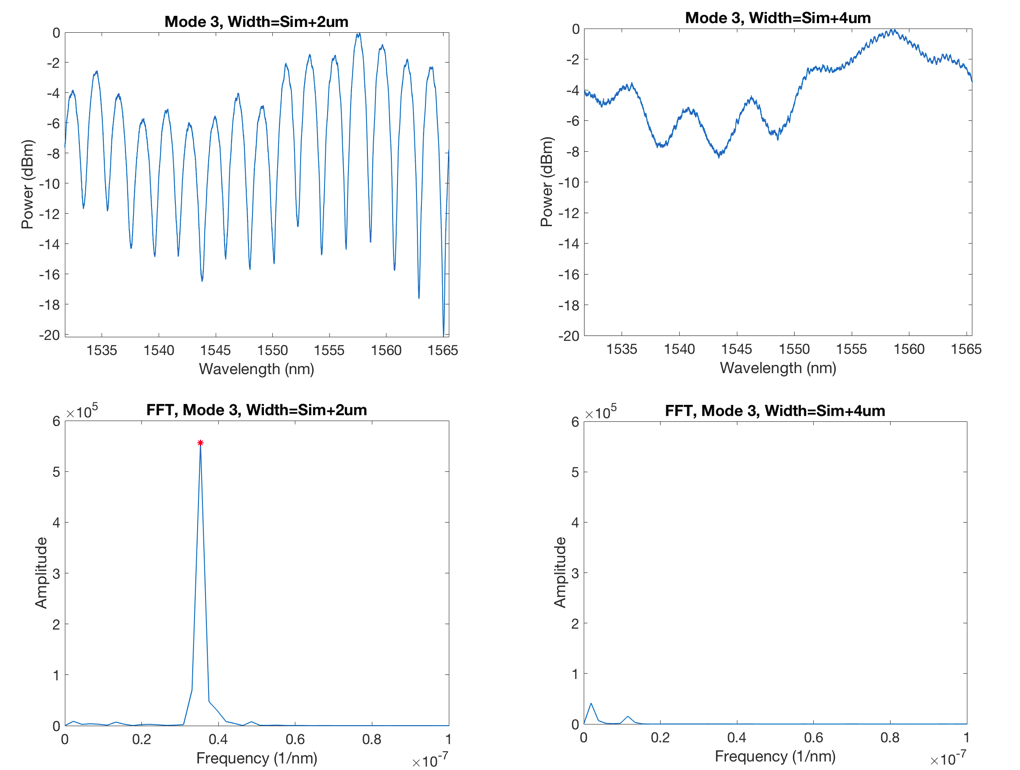 Mode 3, Width=Sim+2um
0
-2
-4
-6
-8
-10
-12
-14
-16
-18
-20
Power (dBm)
1535 1540 1545 1550 1555 1560 1565
Wavelength (nm)
Mode 3, Width=Sim+4um
0
-2
-4
-6
-8
-10
-12
-14
-16
-18
-20
Power (dBm)
1535 1540 1545 1550 1555 1560 1565
Wavelength (nm)
FFT, Mode 3, Width=Sim+2um
×10⁵
6
5
4
3
2
1
0
Amplitude
0 0.2 0.4 0.6 0.8 1
Frequency (1/nm)
×10⁻⁷
FFT, Mode 3, Width=Sim+4um
×10⁵
6
5
4
3
2
1
0
Amplitude
0 0.2 0.4 0.6 0.8 1
Frequency (1/nm)
×10⁻⁷